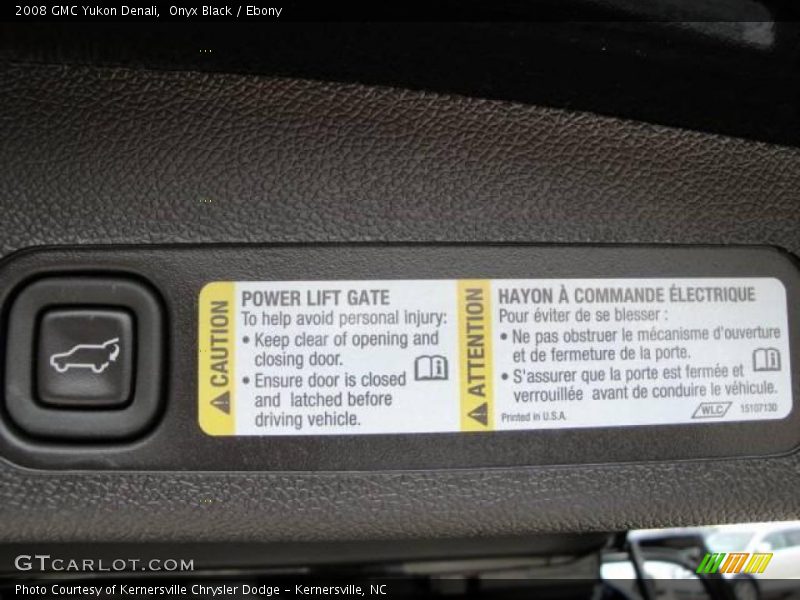 2008 GMC Yukon Denali,  Onyx Black / Ebony
CAUTION
POWER LIFT GATE
To help avoid personal injury:
• Keep clear of opening and
closing door.
• Ensure door is closed
and latched before
driving vehicle.
ATTENTION
HAYON À COMMANDE ÉLECTRIQUE
Pour éviter de se blesser :
• Ne pas obstruer le mécanisme d'ouverture
et de fermeture de la porte.
• S'assurer que la porte est fermée et
verrouillée avant de conduire le véhicule.
Printed in U.S.A.
WLC 15107130
GTCARLOT.COM
Photo Courtesy of Kernersville Chrysler Dodge – Kernersville, NC